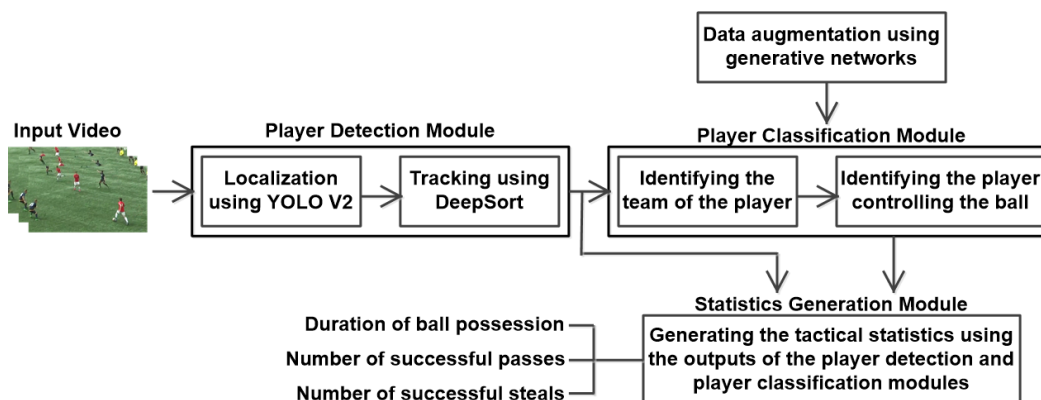 Data augmentation using
generative networks
Input Video
Player Detection Module
Player Classification Module
Localization
using YOLO V2
Tracking using
DeepSort
Identifying the
team of the player
Identifying the player
controlling the ball
Statistics Generation Module
Generating the tactical statistics using
the outputs of the player detection and
player classification modules
Duration of ball possession
Number of successful passes
Number of successful steals